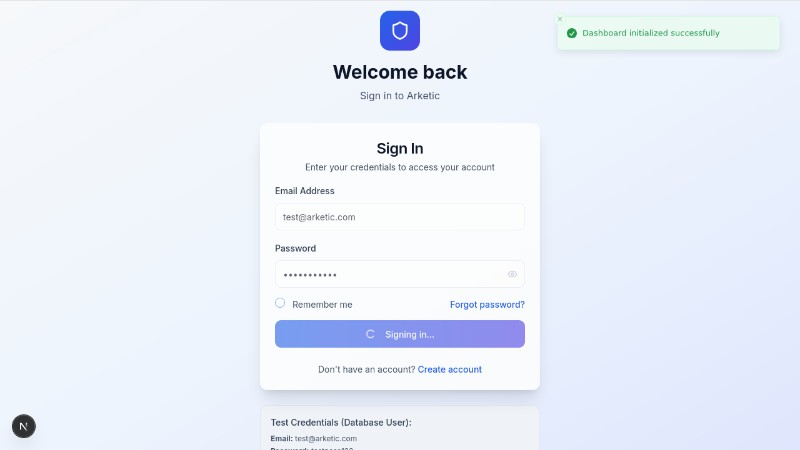 Dashboard initialized successfully
Welcome back
Sign in to Arketic
Sign In
Enter your credentials to access your account
Email Address
test@arketic.com
Password
•••••••••••
Remember me
Forgot password?
Signing in...
Don't have an account? Create account
Test Credentials (Database User):
Email: test@arketic.com
N